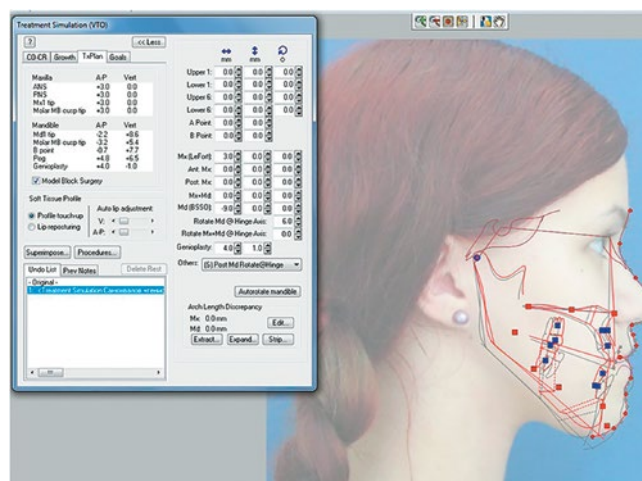 Treatment Simulation (VTO)
? << Less
CO-CR Growth TxPlan Goals
Maxilla A-P Vert
ANS +3.0 0.0
PNS +3.0 0.0
Mx1 tip +3.0 0.0
Molar MB cusp tip +3.0 0.0
Mandible A-P Vert
Md1 tip -2.2 +8.6
Molar MB cusp tip -3.2 +5.4
B point -0.7 +7.7
Pog +4.8 +6.5
Genioplasty +4.0 -1.0
Model Block Surgery
Soft Tissue Profile
Auto lip adjustment
Profile touch-up V:
Lip reposturing A-P:
Superimpose... Procedures...
Undo List Prev Notes Delete Rest
- Original -
mm mm
Upper 1: 0.0 0.0 0.0
Lower 1: 0.0 0.0 0.0
Upper 6: 0.0 0.0 0.0
Lower 6: 0.0 0.0 0.0
A Point: 0.0 0.0
B Point: 0.0 0.0
Mx (LeFort) 3.0 0.0 0.0
Ant. Mx: 0.0 0.0 0.0
Post. Mx: 0.0 0.0 0.0
Mx+Md: 0.0 0.0 0.0
Md (BSSO): -9.0 0.0 0.0
Rotate Md @ Hinge Axis: 6.0
Rotate Mx+Md @ Hinge Axis: 0.0
Genioplasty: 4.0 1.0
Others: (S) Post Md Rotate@Hinge
Autorotate mandible
Arch Length Discrepancy
Mx: 0.0 mm
Md: 0.0 mm Edit...
Extract... Expand... Strip...